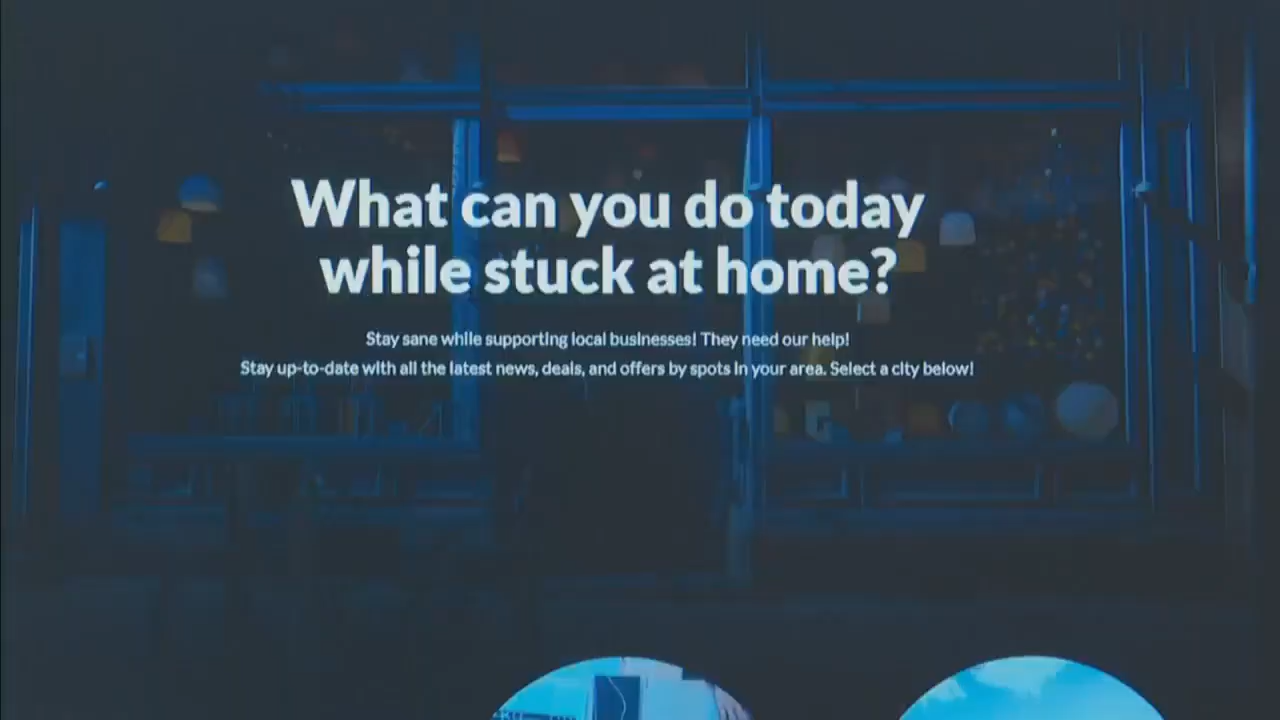 What can you do today
while stuck at home?
Stay sane while supporting local businesses! They need our help!
Stay up-to-date with all the latest news, deals, and offers by spots in your area. Select a city below!